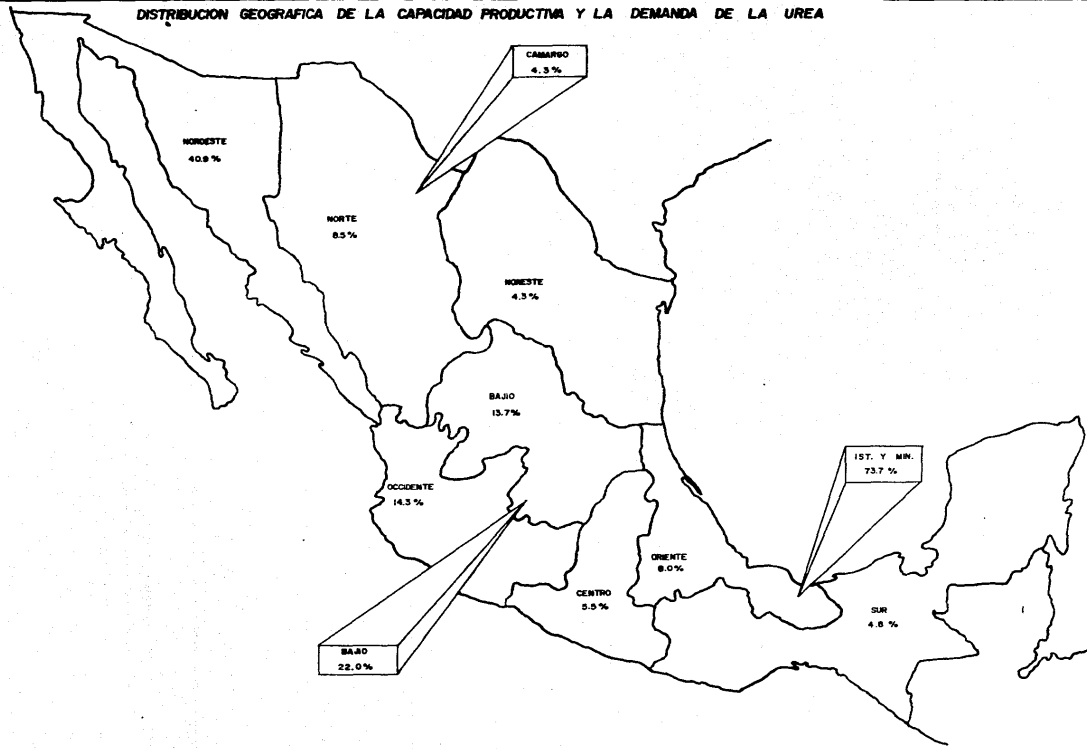 DISTRIBUCION GEOGRAFICA DE LA CAPACIDAD PRODUCTIVA Y LA DEMANDA DE LA UREA
CAMARGO
4.3 %
NOROESTE
40.9 %
NORTE
8.5 %
NORESTE
4.3 %
BAJIO
13.7%
IST. Y MIN.
73.7 %
OCCIDENTE
14.3 %
ORIENTE
8.0%
CENTRO
5.5%
SUR
4.8 %
BAJIO
22.0%